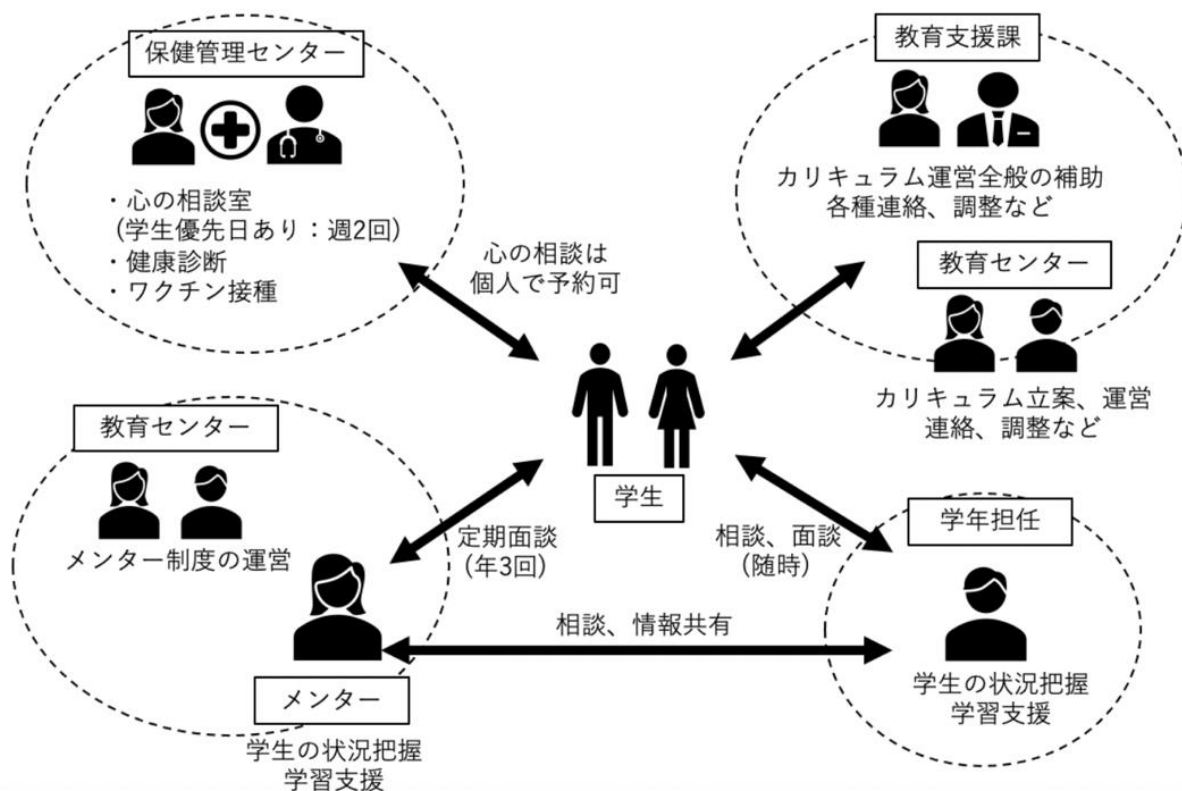 保健管理センター
・心の相談室
(学生優先日あり：週2回)
・健康診断
・ワクチン接種
心の相談は
個人で予約可
教育支援課
カリキュラム運営全般の補助
各種連絡、調整など
教育センター
カリキュラム立案、運営
連絡、調整など
学生
教育センター
メンター制度の運営
定期面談
(年3回)
メンター
学生の状況把握
学習支援
相談、面談
(随時)
相談、情報共有
学年担任
学生の状況把握
学習支援